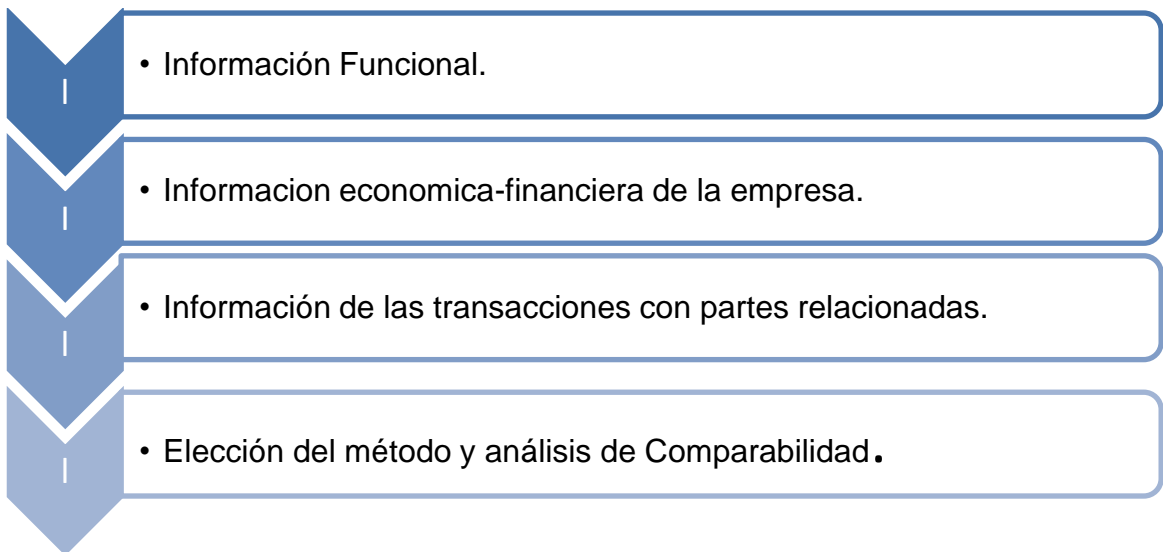 I
• Información Funcional.
I
• Informacion economica-financiera de la empresa.
I
• Información de las transacciones con partes relacionadas.
I
• Elección del método y análisis de Comparabilidad.